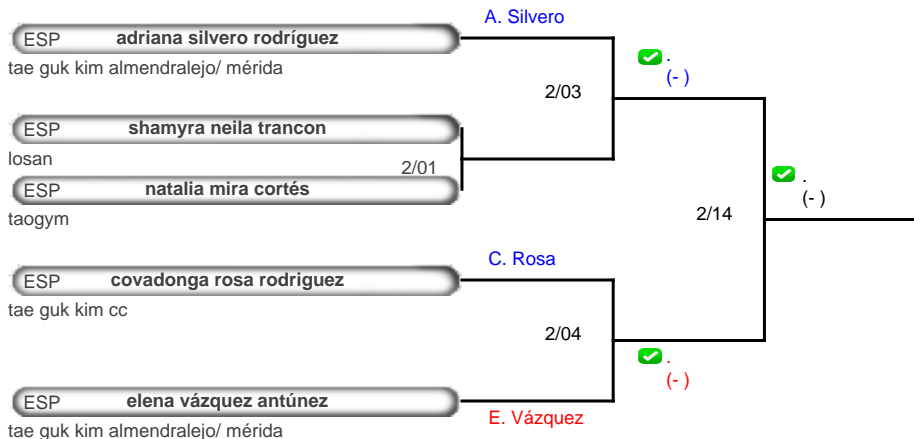 A. Silvero
ESP adriana silvero rodríguez
tae guk kim almendralejo/ mérida
.
(- )
2/03
ESP shamyra neila trancon
losan
2/01
ESP natalia mira cortés
taogym
.
(- )
2/14
C. Rosa
ESP covadonga rosa rodriguez
tae guk kim cc
2/04
.
(- )
ESP elena vázquez antúnez
E. Vázquez
tae guk kim almendralejo/ mérida